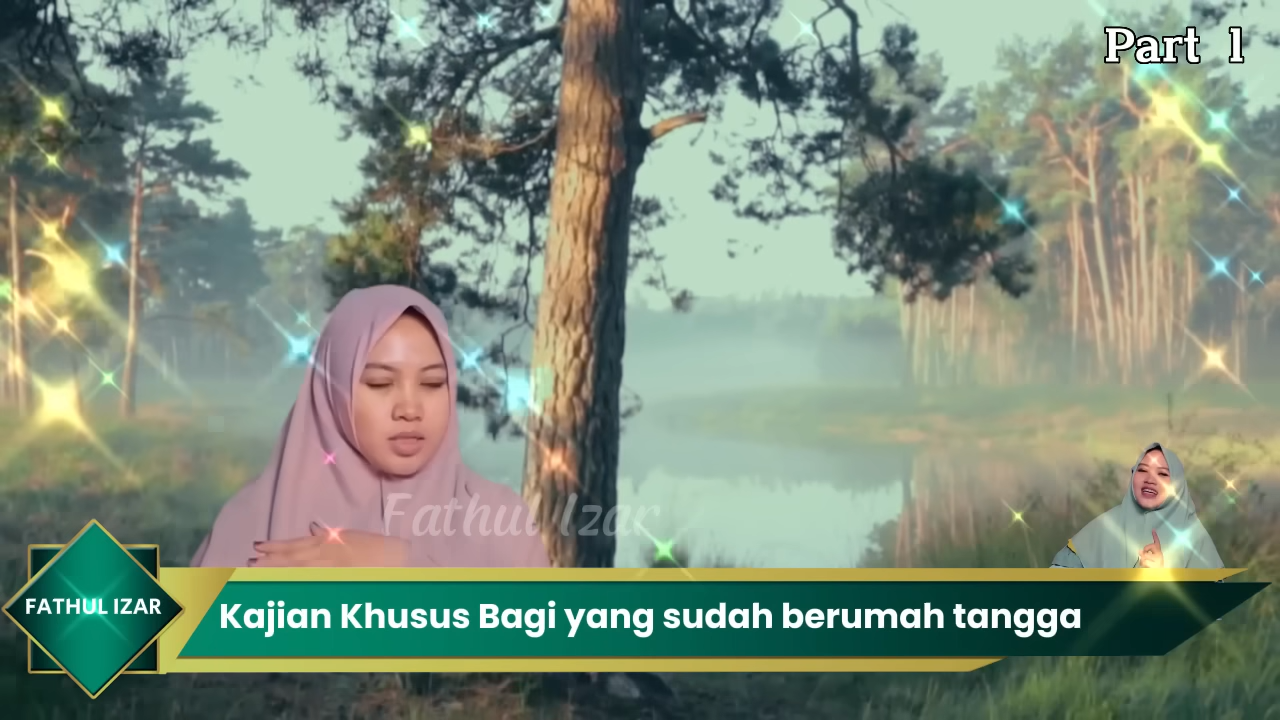 Part 1
Fathul Izar
FATHUL IZAR
Kajian Khusus Bagi yang sudah berumah tangga